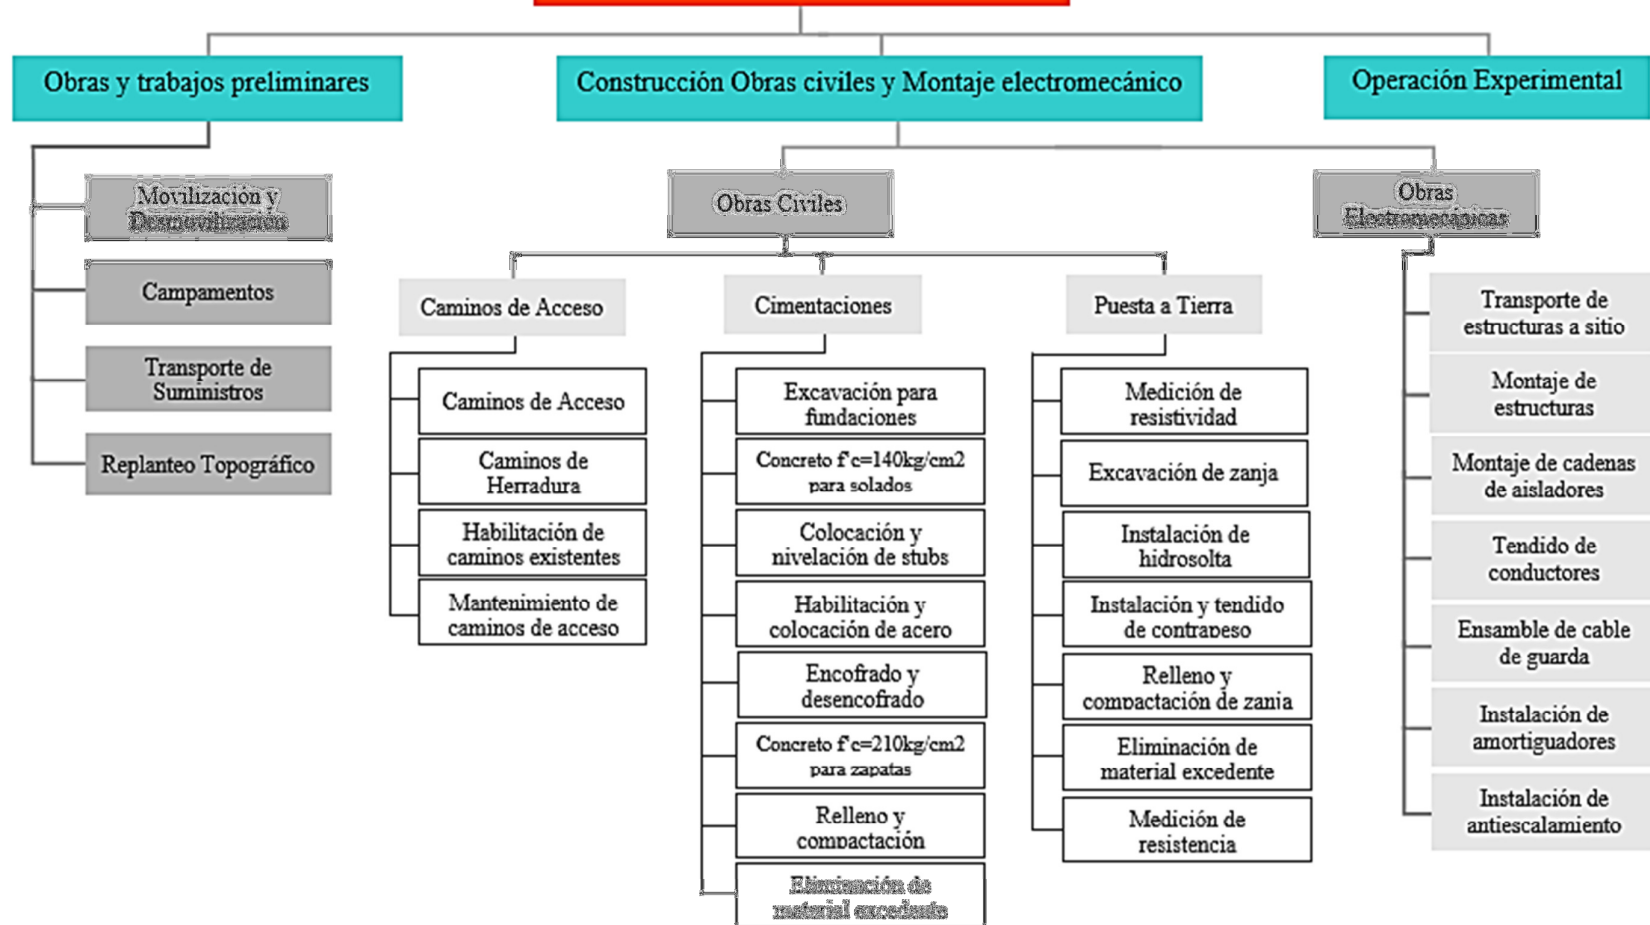 Obras y trabajos preliminares
Construcción Obras civiles y Montaje electromecánico
Operación Experimental
Movilización y
Desmovilización
Campamentos
Transporte de
Suministros
Replanteo Topográfico
Obras Civiles
Caminos de Acceso
Caminos de Acceso
Caminos de
Herradura
Habilitación de
caminos existentes
Mantenimiento de
caminos de acceso
Cimentaciones
Excavación para
fundaciones
Concreto f'c=140kg/cm2
para solados
Colocación y
nivelación de stubs
Habilitación y
colocación de acero
Encofrado y
desencofrado
Concreto f'c=210kg/cm2
para zapatas
Relleno y
compactación
Eliminación de
material excedente
Puesta a Tierra
Medición de
resistividad
Excavación de zanja
Instalación de
hidrosolta
Instalación y tendido
de contrapeso
Relleno y
compactación de zanja
Eliminación de
material excedente
Medición de
resistencia
Obras
Electromecánicas
Transporte de
estructuras a sitio
Montaje de
estructuras
Montaje de cadenas
de aisladores
Tendido de
conductores
Ensamble de cable
de guarda
Instalación de
amortiguadores
Instalación de
antiescalamiento